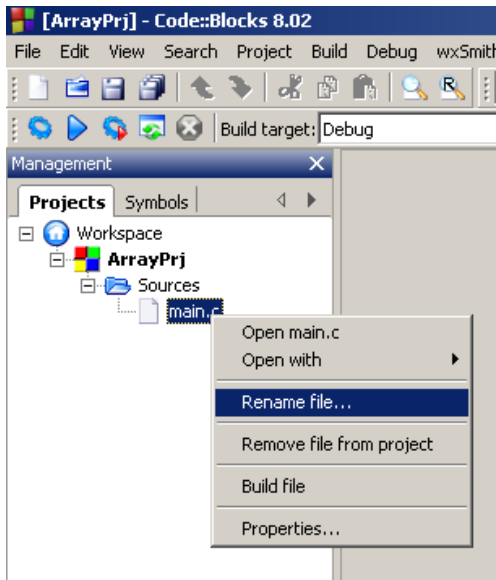 [ArrayPrj] - Code::Blocks 8.02
File Edit View Search Project Build Debug wxSmith
Build target: Debug
Management
Projects Symbols
Workspace
ArrayPrj
Sources
main.c
Open main.c
Open with
Rename file...
Remove file from project
Build file
Properties...